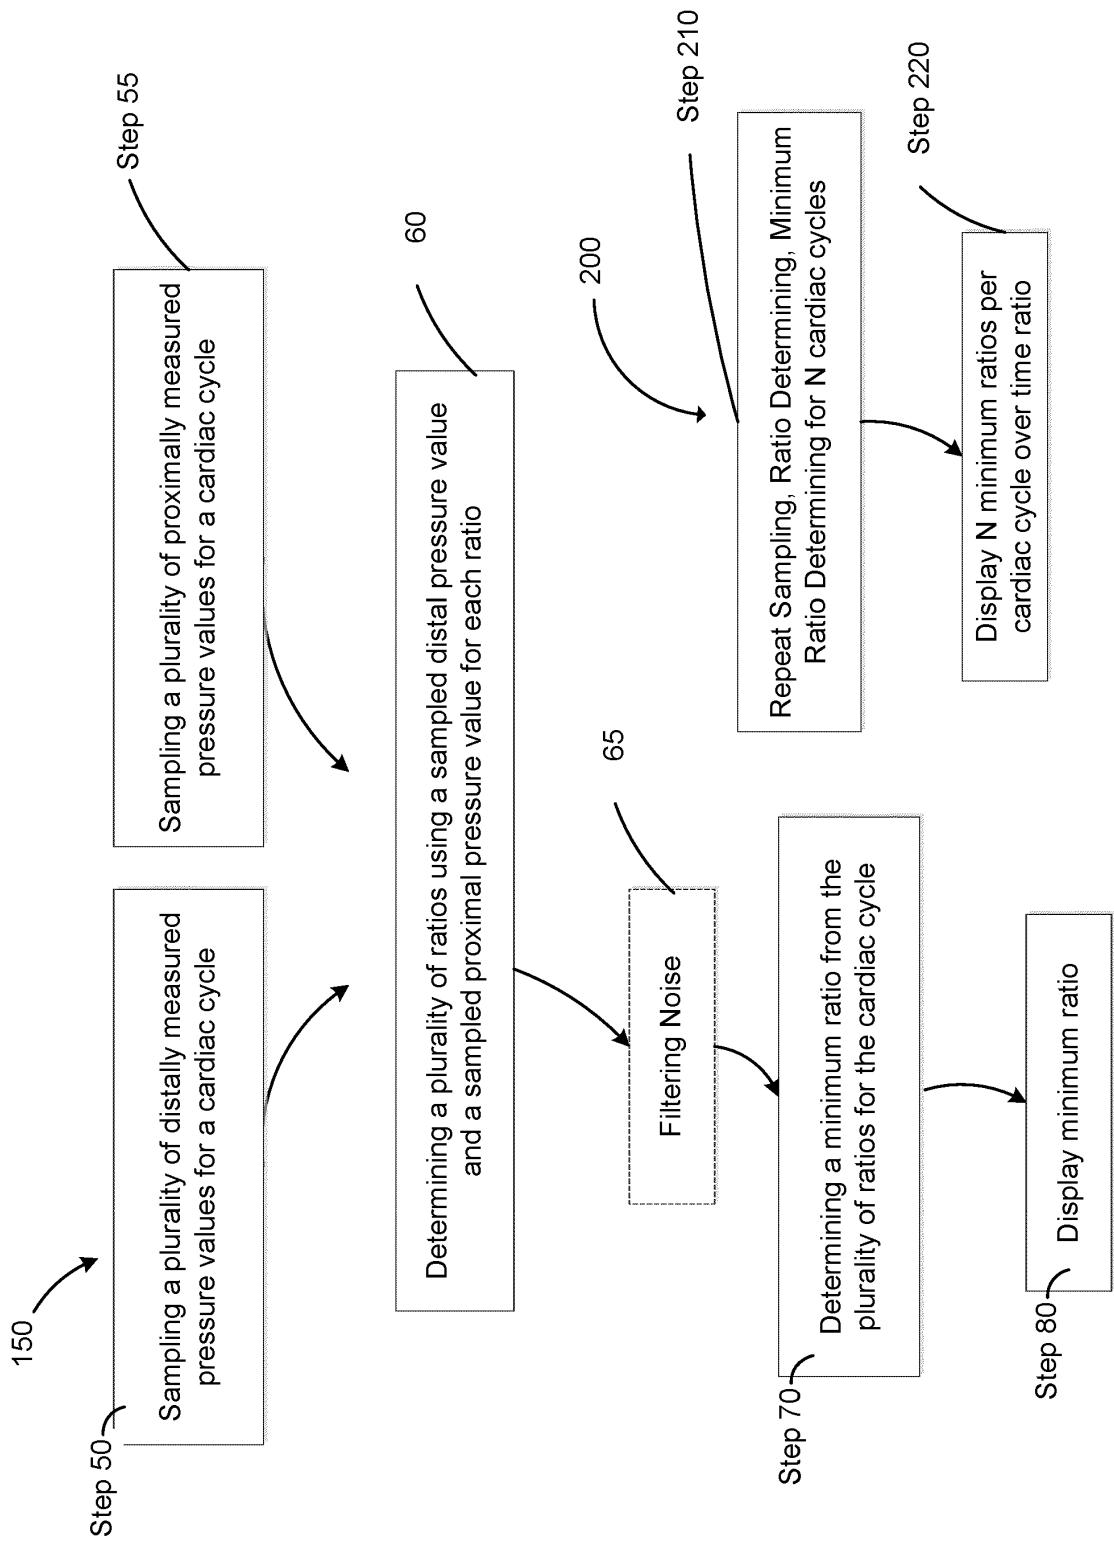 150
Step 50
Sampling a plurality of distally measured
pressure values for a cardiac cycle
Step 55
Sampling a plurality of proximally measured
pressure values for a cardiac cycle
60
Determining a plurality of ratios using a sampled distal pressure value
and a sampled proximal pressure value for each ratio
65
Filtering Noise
Step 70
Determining a minimum ratio from the
plurality of ratios for the cardiac cycle
Step 80
Display minimum ratio
200
Step 210
Repeat Sampling, Ratio Determining, Minimum
Ratio Determining for N cardiac cycles
Step 220
Display N minimum ratios per
cardiac cycle over time ratio